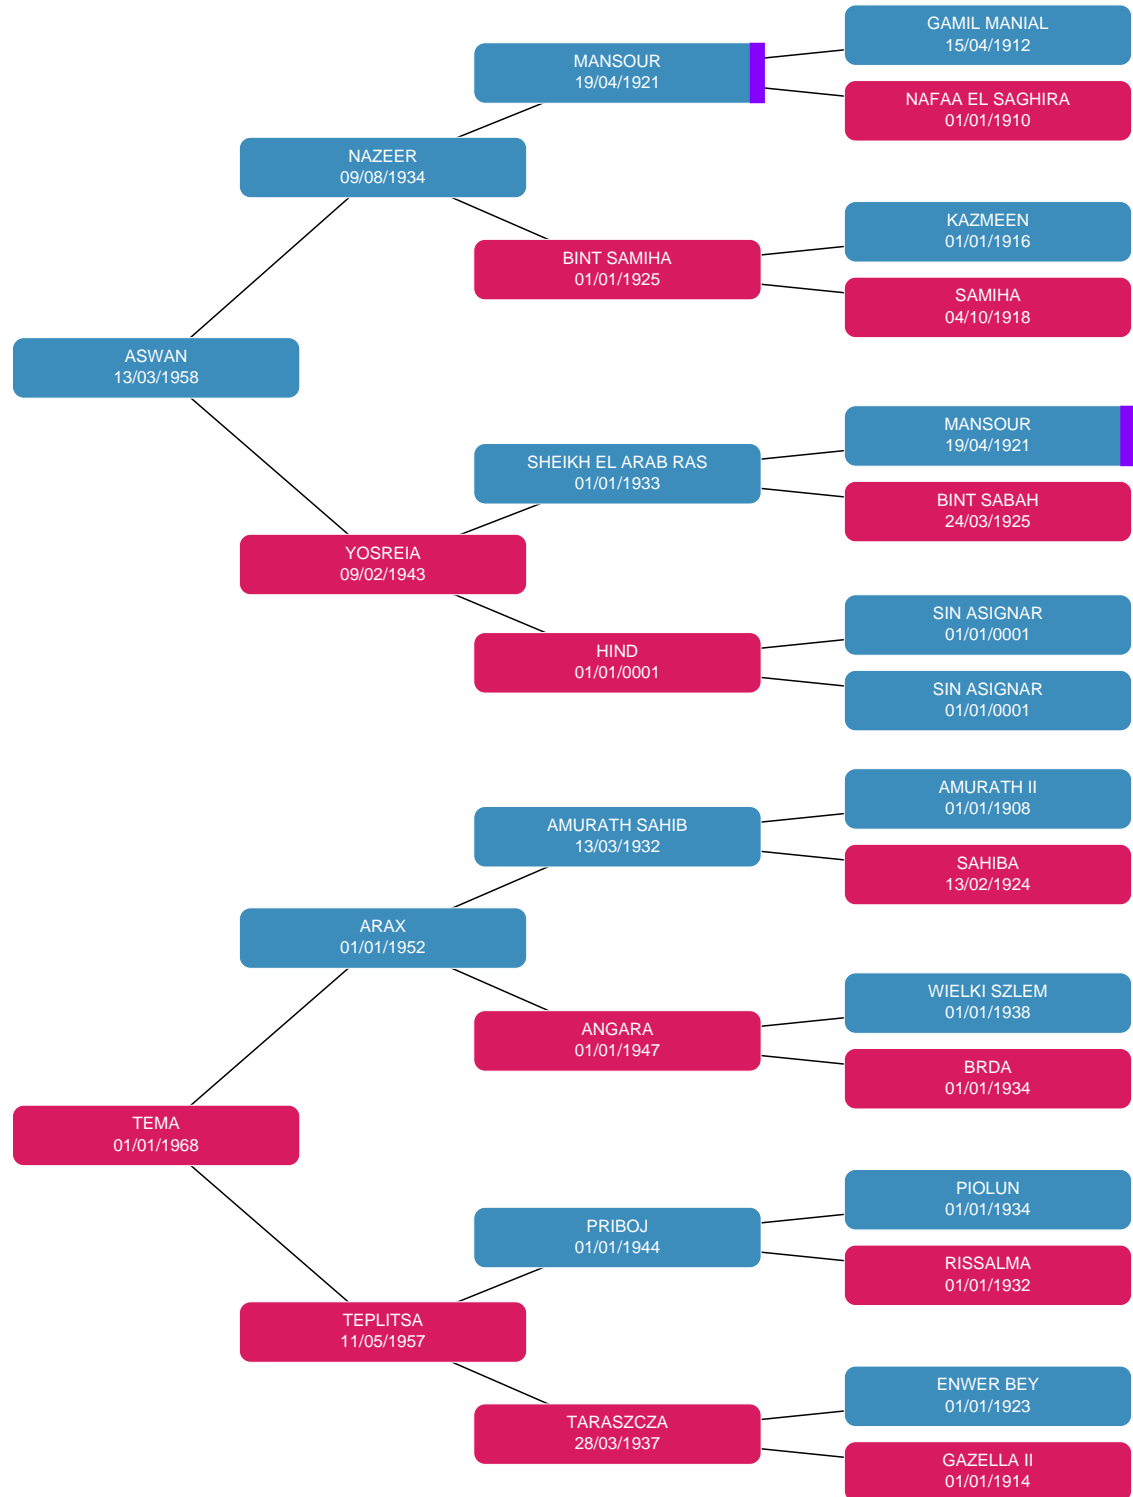 GAMIL MANIAL
15/04/1912
MANSOUR
19/04/1921
NAFAA EL SAGHIRA
01/01/1910
NAZEER
09/08/1934
KAZMEEN
01/01/1916
BINT SAMIHA
01/01/1925
SAMIHA
04/10/1918
ASWAN
13/03/1958
MANSOUR
19/04/1921
SHEIKH EL ARAB RAS
01/01/1933
BINT SABAH
24/03/1925
YOSREIA
09/02/1943
SIN ASIGNAR
01/01/0001
HIND
01/01/0001
SIN ASIGNAR
01/01/0001
AMURATH II
01/01/1908
AMURATH SAHIB
13/03/1932
SAHIBA
13/02/1924
ARAX
01/01/1952
WIELKI SZLEM
01/01/1938
ANGARA
01/01/1947
BRDA
01/01/1934
TEMA
01/01/1968
PIOLUN
01/01/1934
PRIBOJ
01/01/1944
RISSALMA
01/01/1932
TEPLITSA
11/05/1957
ENWER BEY
01/01/1923
TARASZCZA
28/03/1937
GAZELLA II
01/01/1914